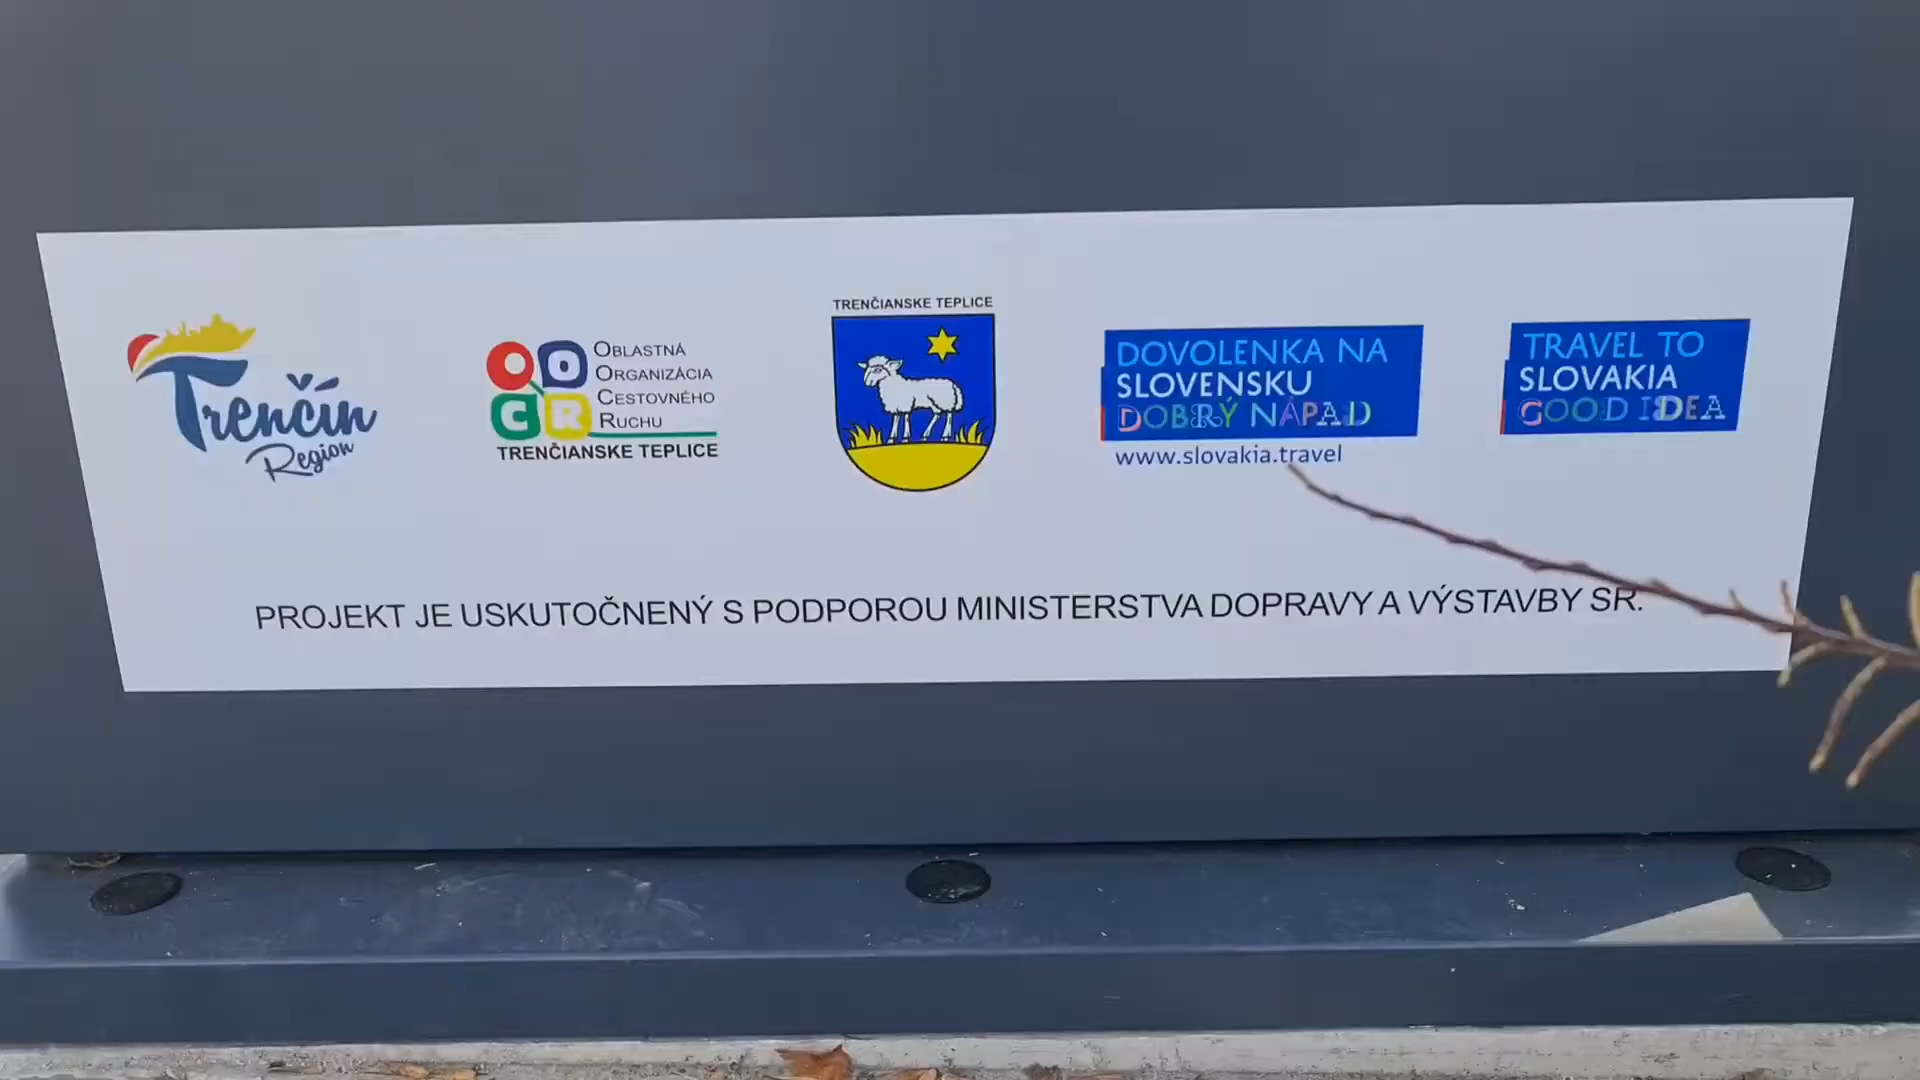 Trenčín
Region
O O
C R
OBLASTNÁ
ORGANIZÁCIA
CESTOVNÉHO
RUCHU
TRENČIANSKE TEPLICE
TRENČIANSKE TEPLICE
DOVOLENKA NA
SLOVENSKU
DOBRÝ NÁPAD
www.slovakia.travel
TRAVEL TO
SLOVAKIA
GOOD IDEA
PROJEKT JE USKUTOČNENÝ S PODPOROU MINISTERSTVA DOPRAVY A VÝSTAVBY SR.